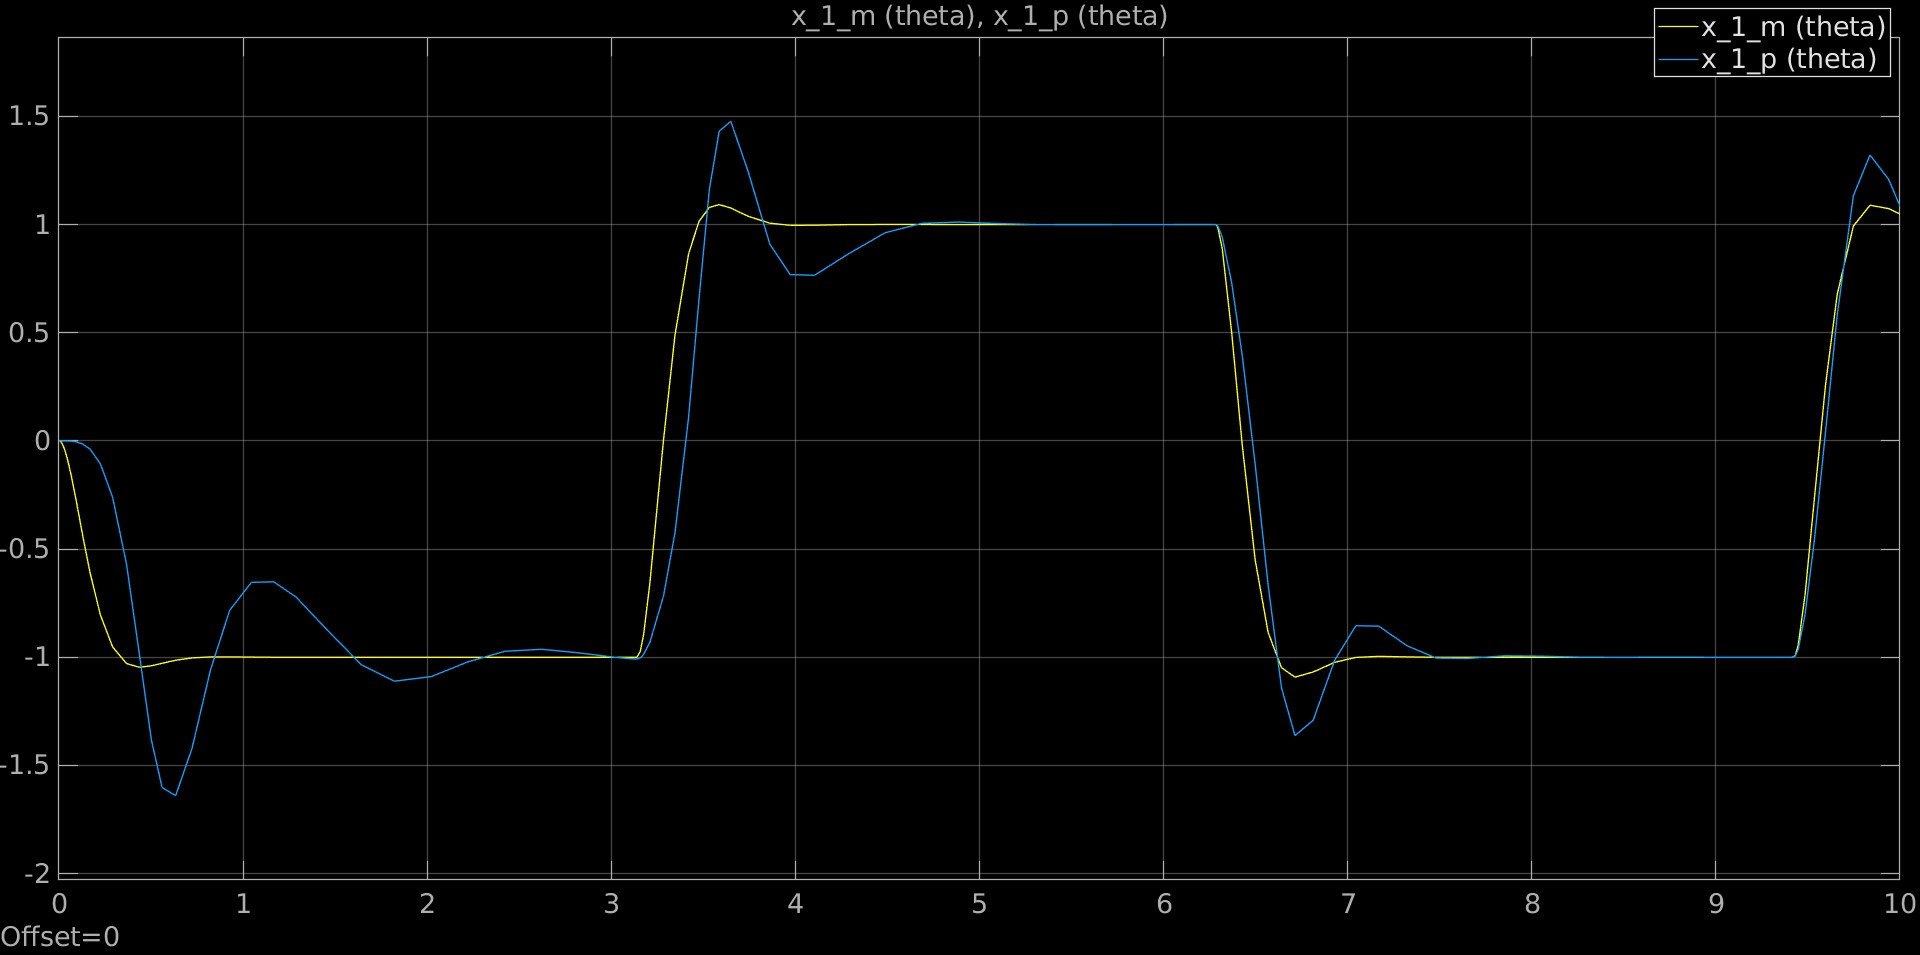 x_1_m (theta), x_1_p (theta)
x_1_m (theta)
x_1_p (theta)
1.5
1
0.5
0
-0.5
-1
-1.5
-2
0 1 2 3 4 5 6 7 8 9 10
Offset=0